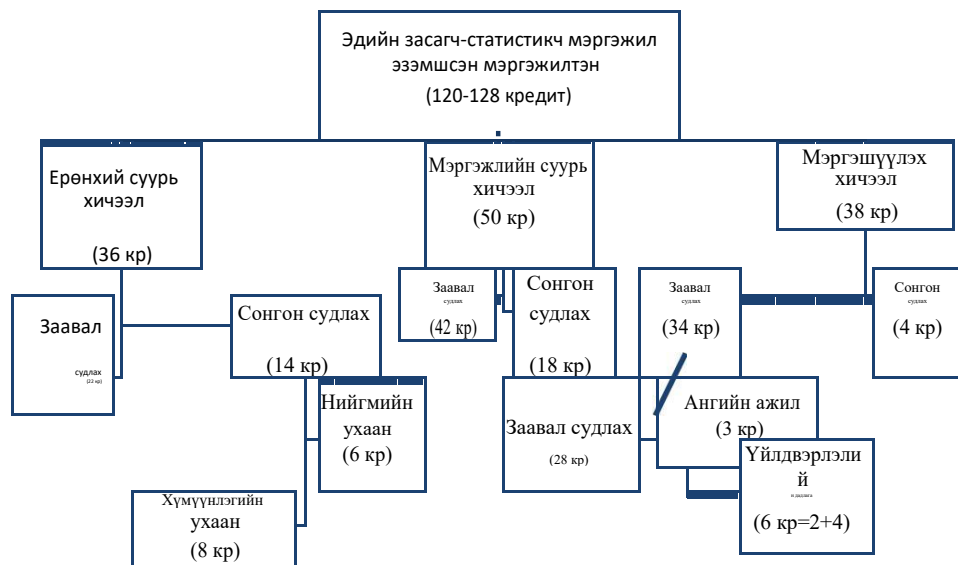 Эдийн засагч-статистикч мэргэжил
эзэмшсэн мэргэжилтэн
(120-128 кредит)
Ерөнхий суурь
хичээл
(36 кр)
Мэргэжлийн суурь
хичээл
(50 кр)
Мэргэшүүлэх
хичээл
(38 кр)
Заавал
судлах
(22 кр)
Сонгон судлах
(14 кр)
Заавал
судлах
(42 кр)
Сонгон
судлах
(18 кр)
Заавал
судлах
(34 кр)
Сонгон
судлах
(4 кр)
Нийгмийн
ухаан
(6 кр)
Хүмүүнлэгийн
ухаан
(8 кр)
Заавал судлах
(28 кр)
Ангийн ажил
(3 кр)
Үйлдвэрлэли
й
н дадлага
(6 кр=2+4)